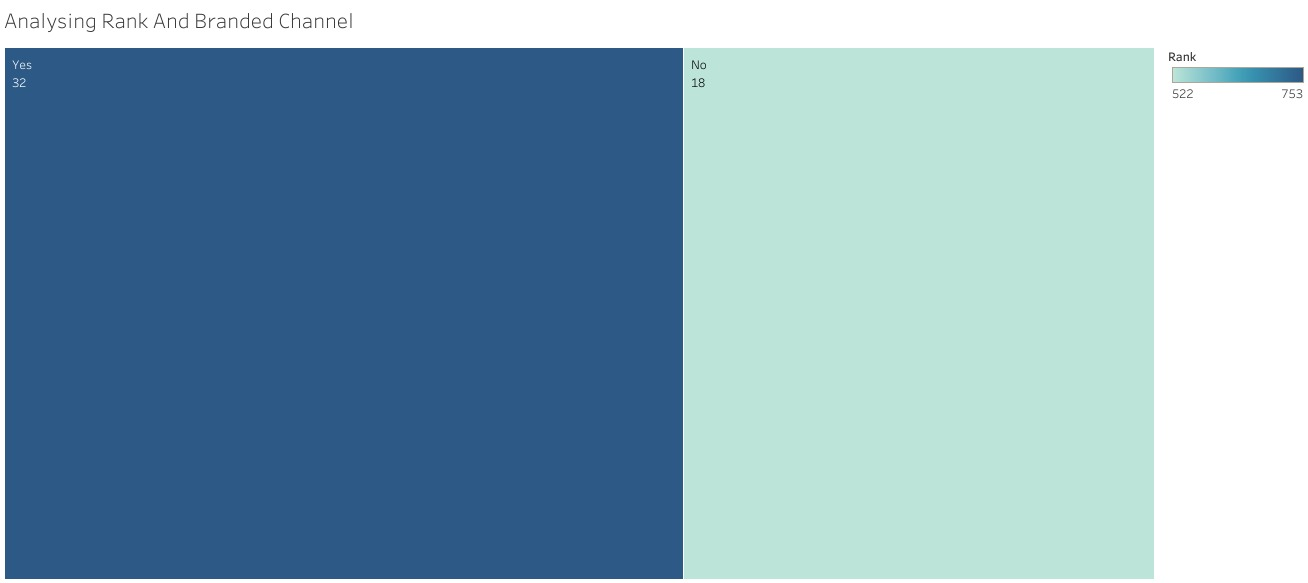 Analysing Rank And Branded Channel
Yes
32
No
18
Rank
522
753